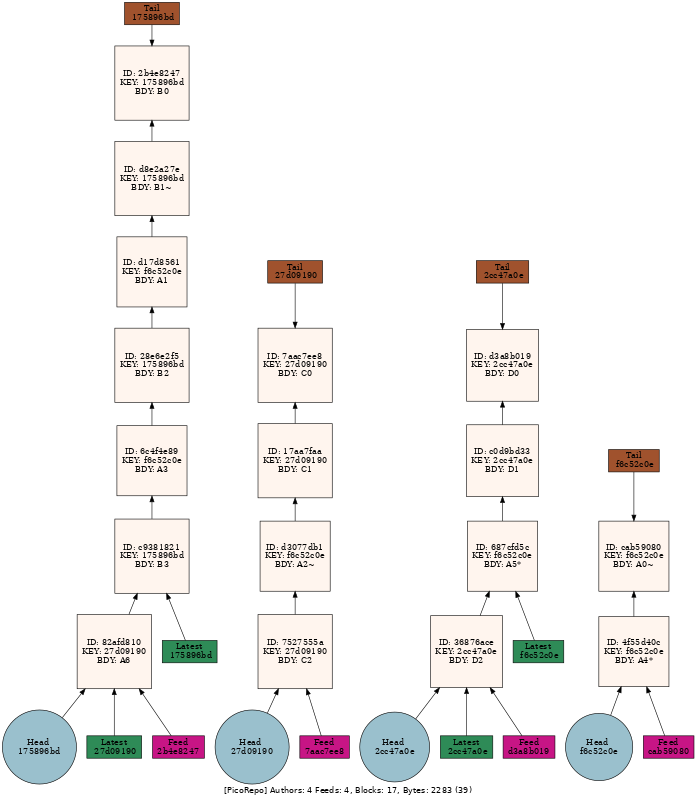 Tail
175896bd
ID: 2b4e8247
KEY: 175896bd
BDY: B0
ID: d8e2a27e
KEY: 175896bd
BDY: B1~
ID: d17d8561
KEY: f6c52c0e
BDY: A1
Tail
27d09190
Tail
2cc47a0e
ID: 28e6e2f5
KEY: 175896bd
BDY: B2
ID: 7aac7ee8
KEY: 27d09190
BDY: C0
ID: d3a8b019
KEY: 2cc47a0e
BDY: D0
ID: 6c4f4e89
KEY: f6c52c0e
BDY: A3
ID: 17aa7faa
KEY: 27d09190
BDY: C1
ID: c0d9bd33
KEY: 2cc47a0e
BDY: D1
Tail
f6c52c0e
ID: c9381821
KEY: 175896bd
BDY: B3
ID: d3077db1
KEY: f6c52c0e
BDY: A2~
ID: 687cfd5c
KEY: f6c52c0e
BDY: A5*
ID: cab59080
KEY: f6c52c0e
BDY: A0~
ID: 82afd810
KEY: 27d09190
BDY: A6
Latest
175896bd
ID: 7527555a
KEY: 27d09190
BDY: C2
ID: 36876ace
KEY: 2cc47a0e
BDY: D2
Latest
f6c52c0e
ID: 4f55d40c
KEY: f6c52c0e
BDY: A4*
Head
175896bd
Latest
27d09190
Feed
2b4e8247
Head
27d09190
Feed
7aac7ee8
Head
2cc47a0e
Latest
2cc47a0e
Feed
d3a8b019
Head
f6c52c0e
Feed
cab59080
[PicoRepo] Authors: 4 Feeds: 4, Blocks: 17, Bytes: 2283 (39)